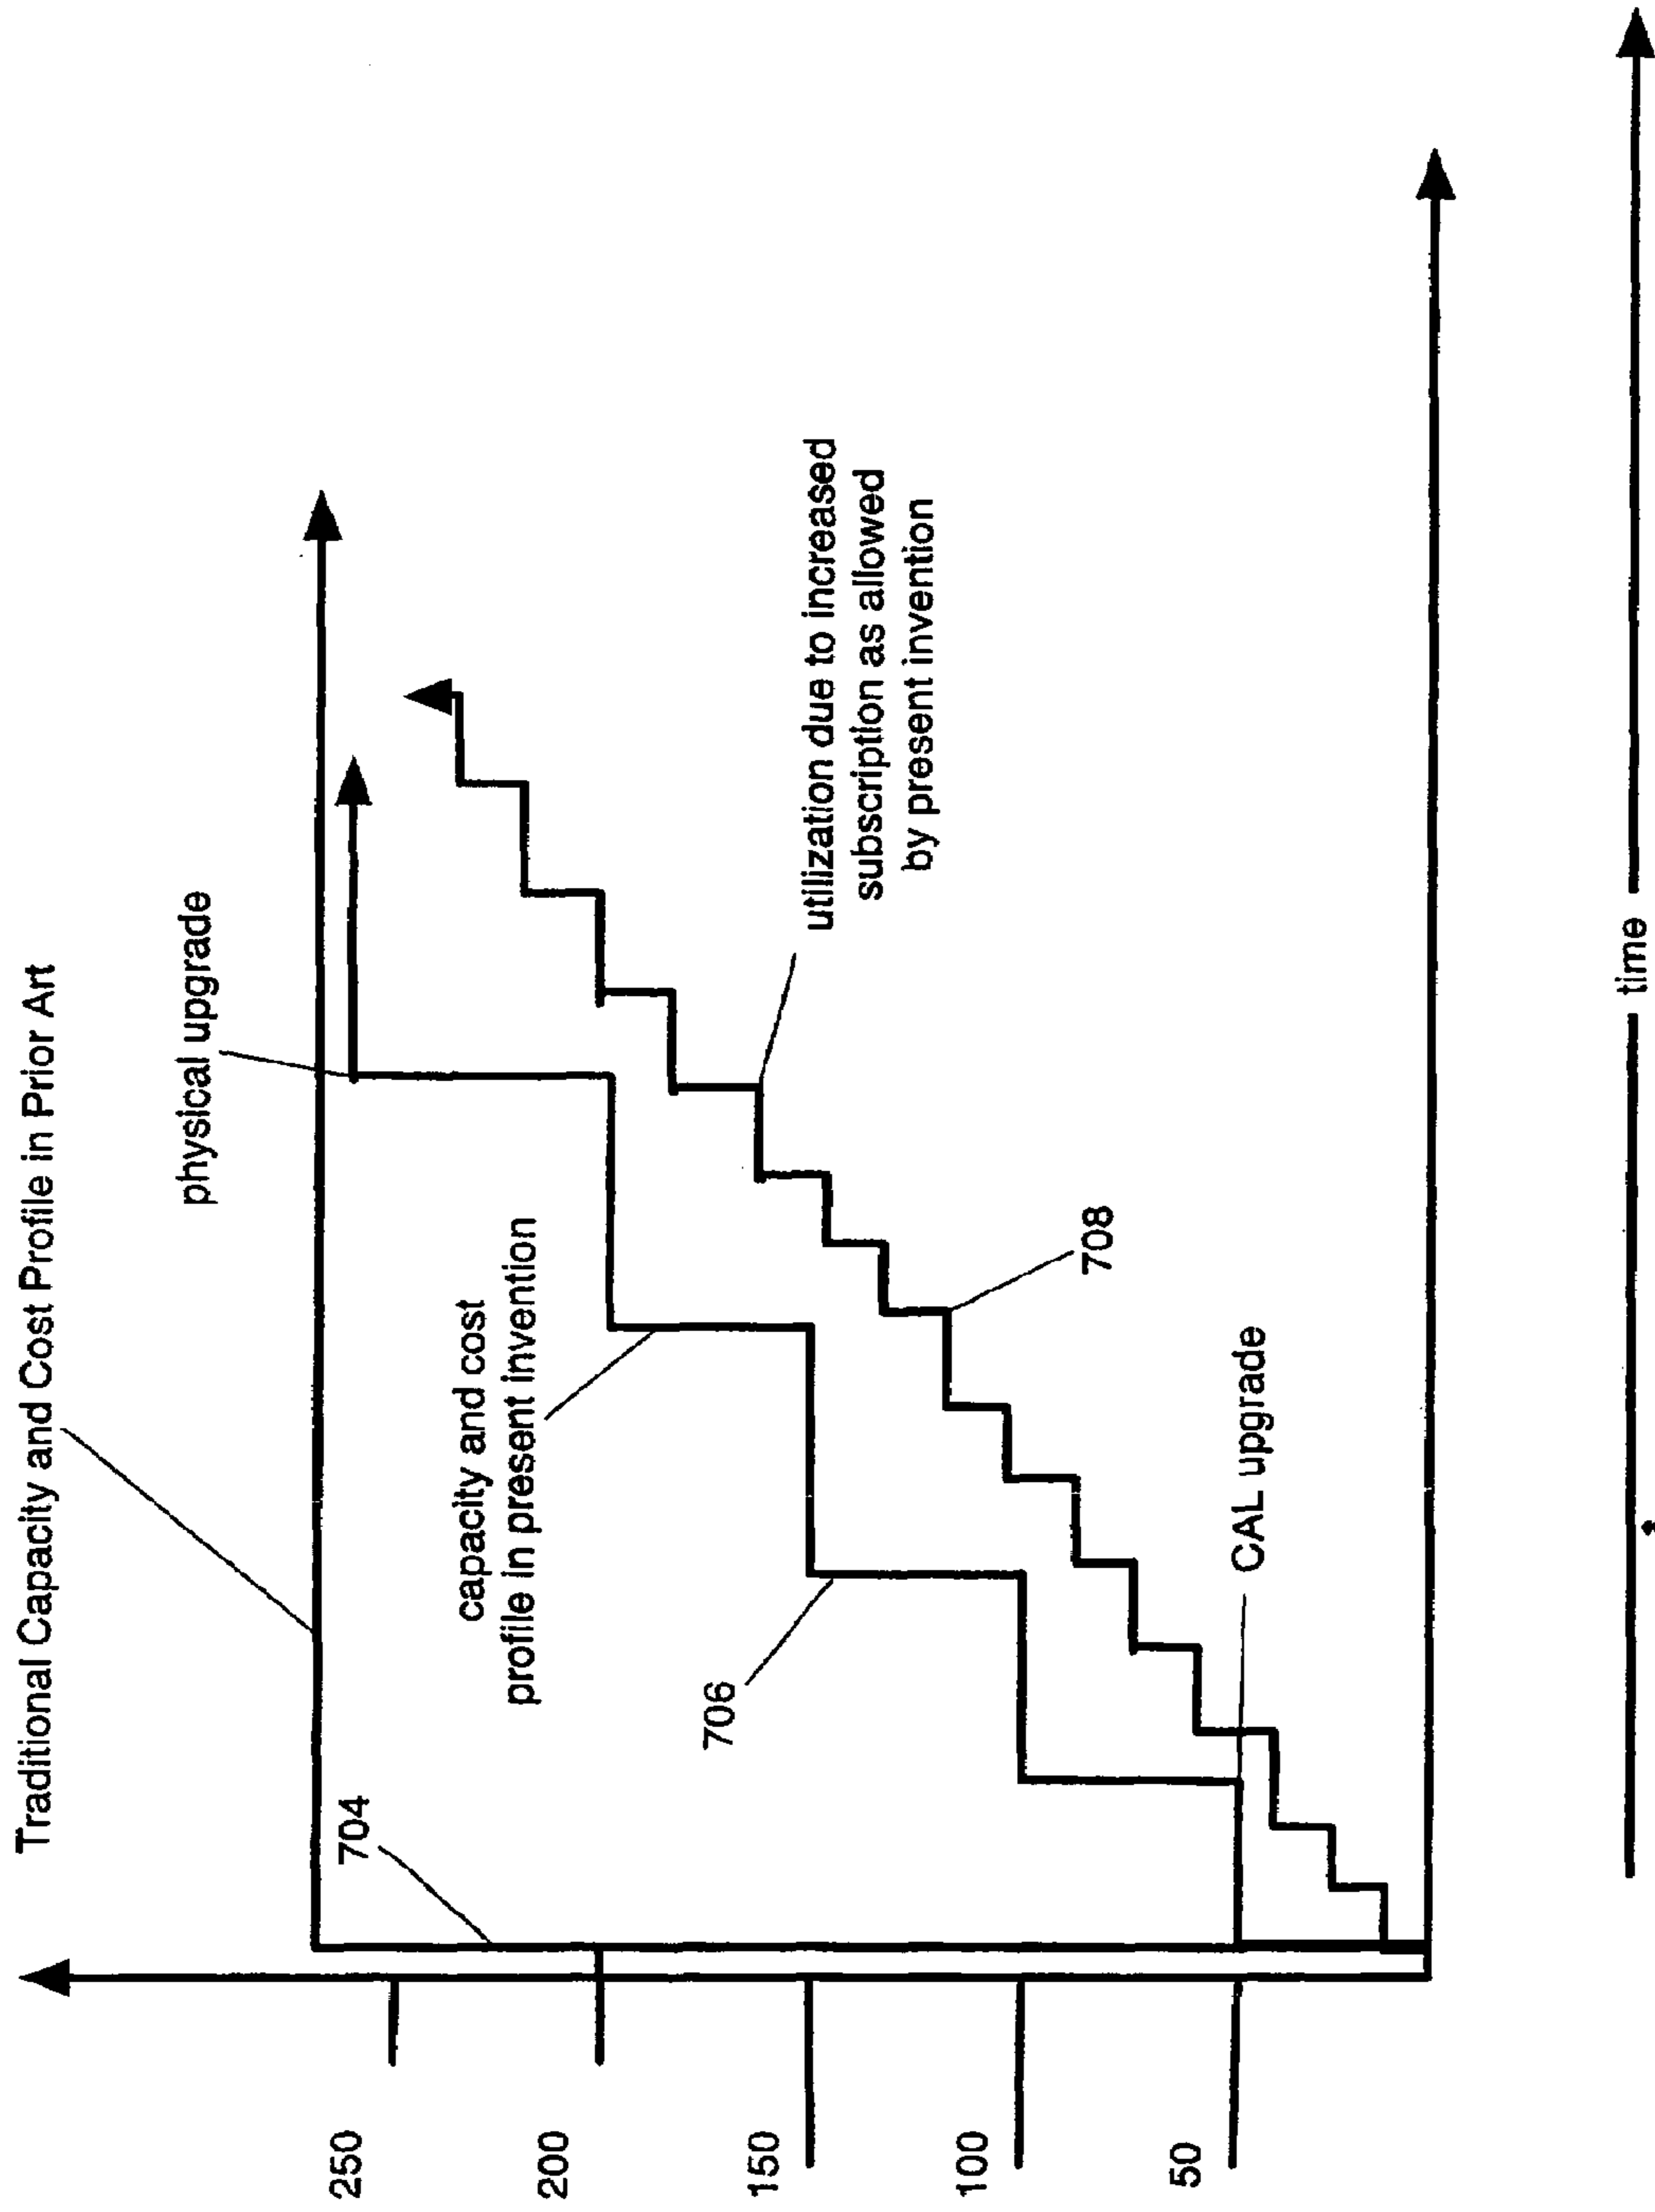 Traditional Capacity and Cost Profile in Prior Art
physical upgrade
704
capacity and cost
profile in present invention
706
utilization due to increased
subscription as allowed
by present invention
708
CAL upgrade
250
200
150
100
50
time